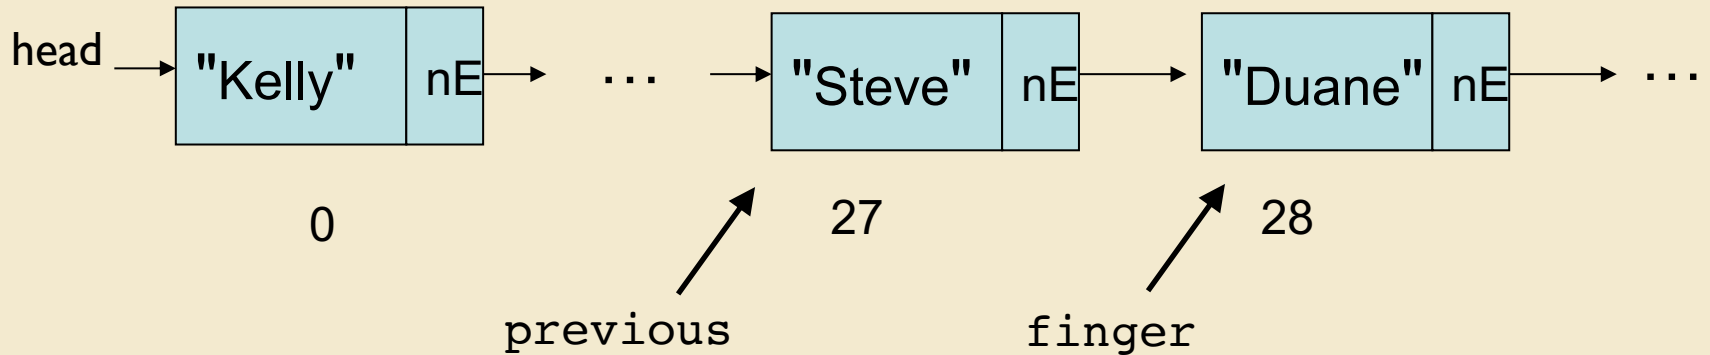 head "Kelly" nE ... "Steve" nE "Duane" nE ...
0 27 28
previous finger